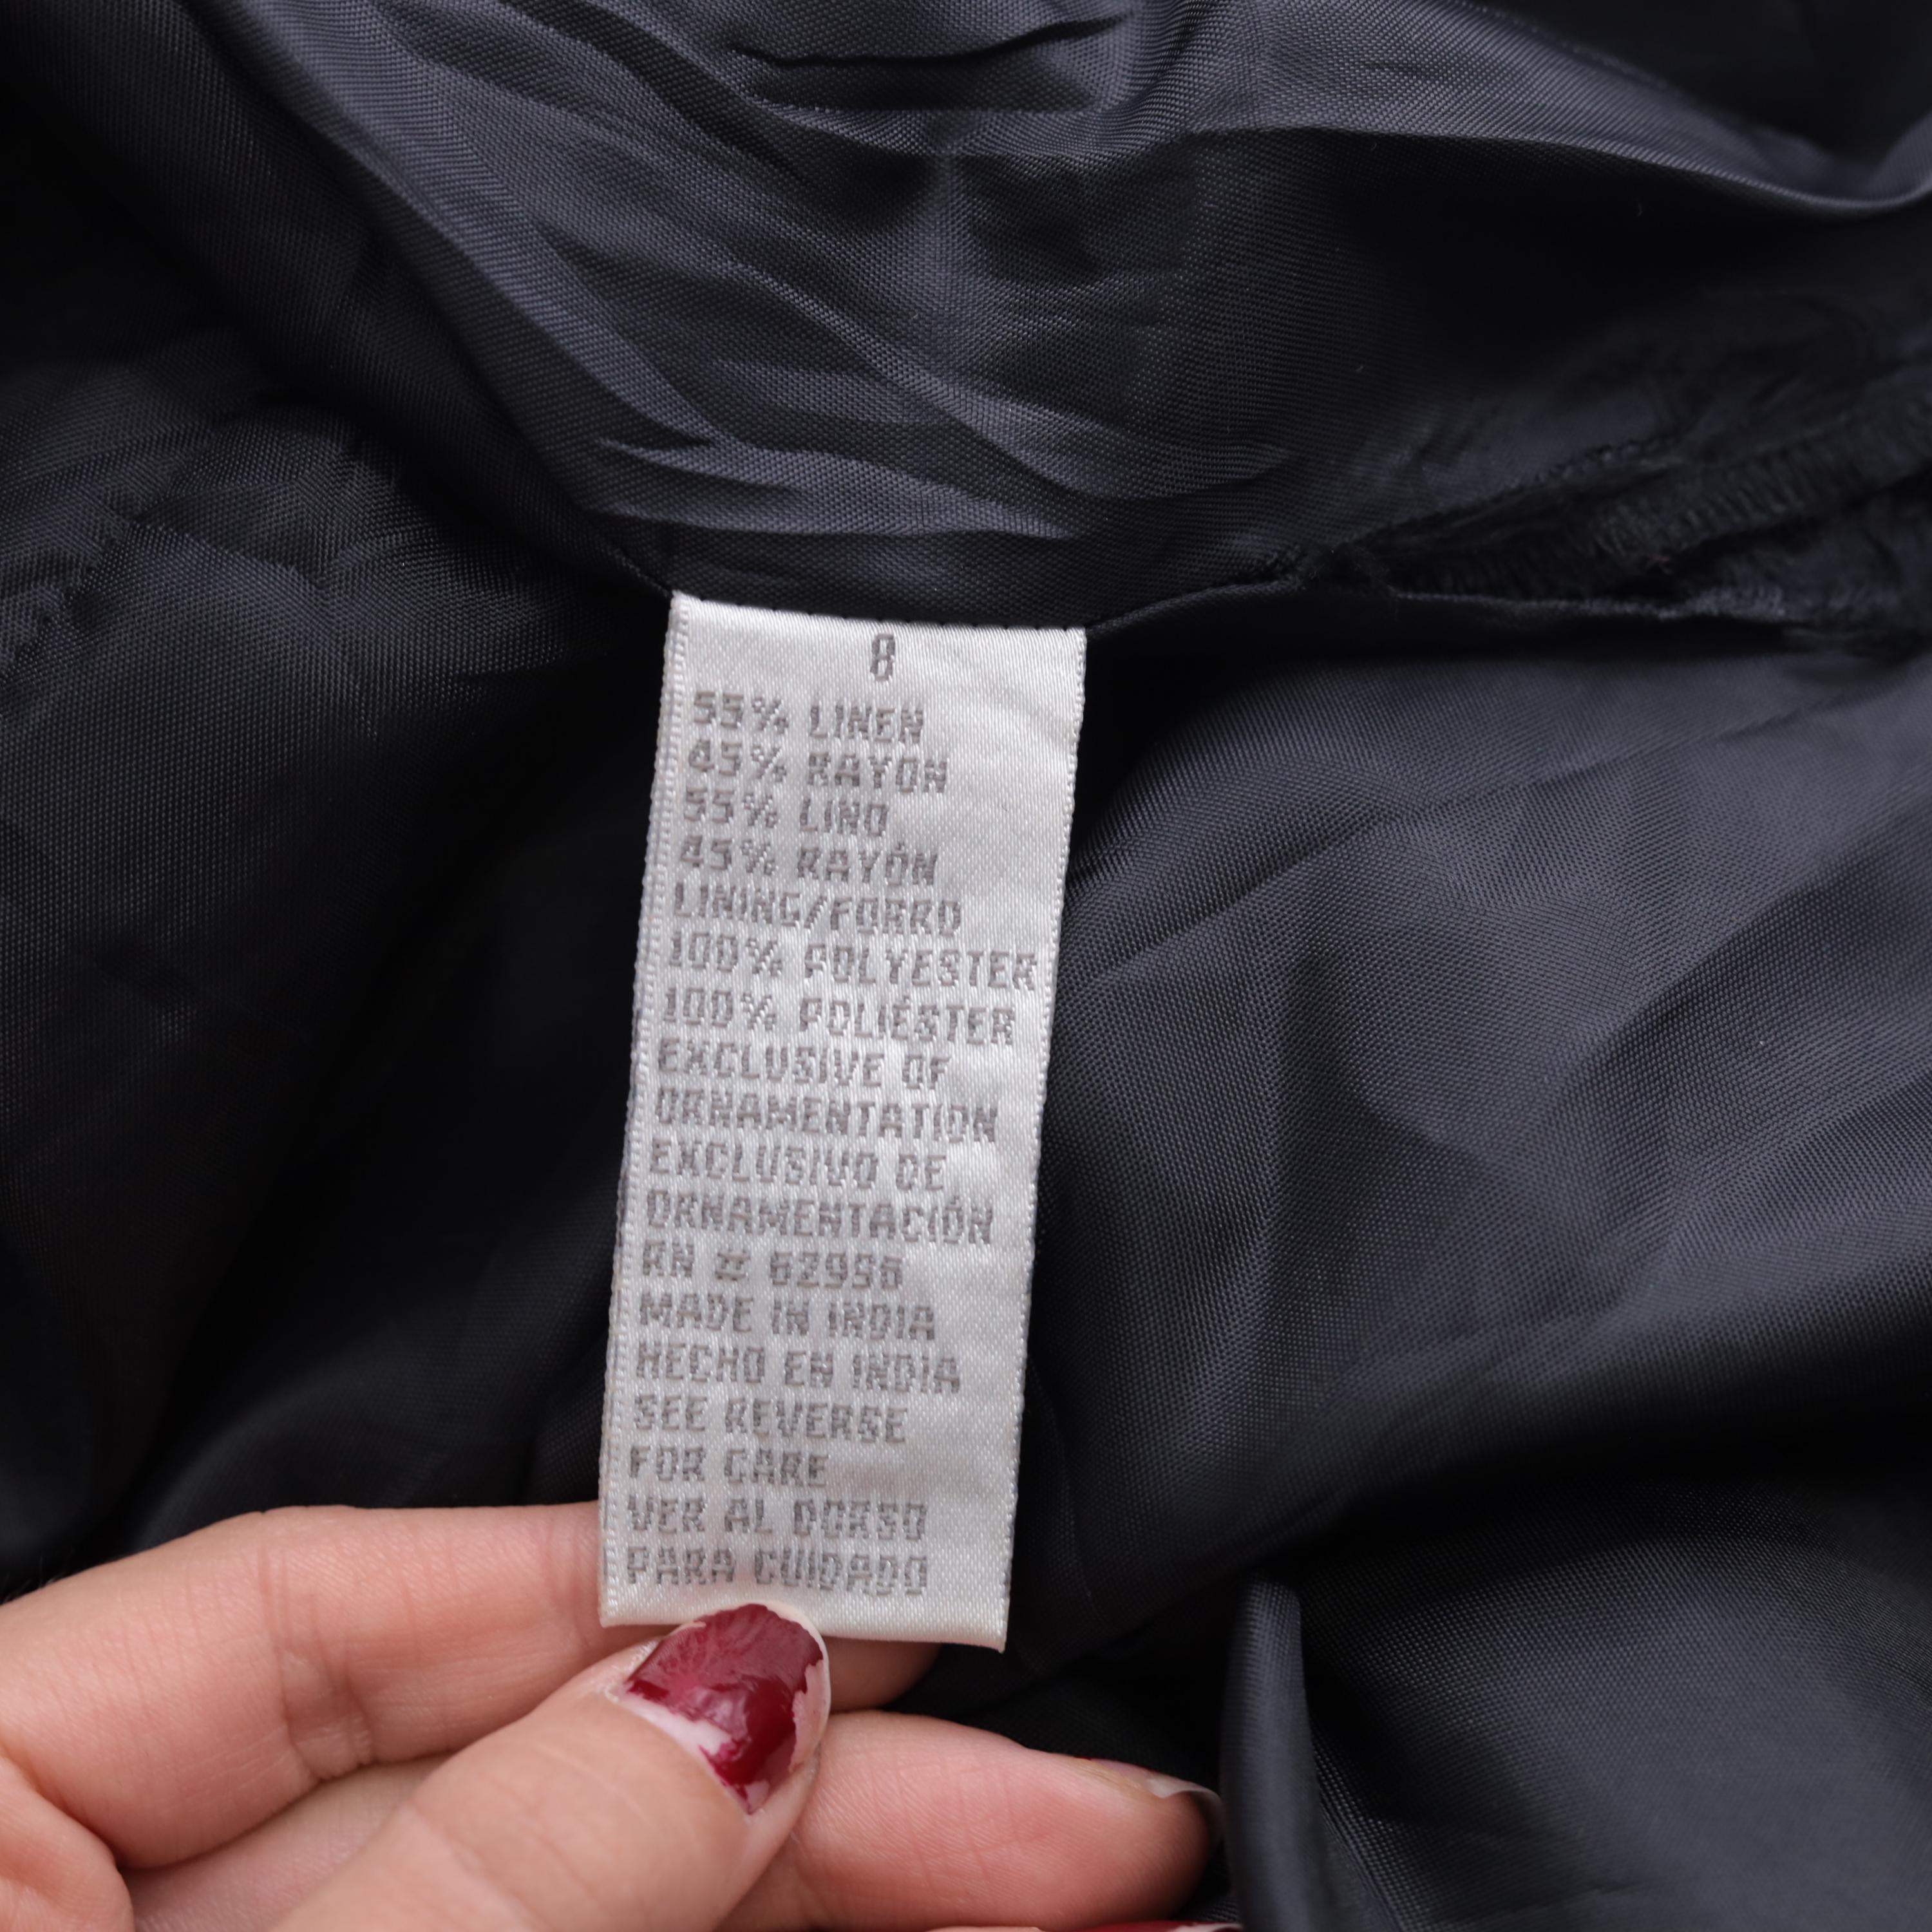 8
55% LINEN
45% RAYON
55% LINO
45% RAYÓN
LINING/FORRO
100% POLYESTER
100% POLIÉSTER
EXCLUSIVE OF
ORNAMENTATION
EXCLUSIVO DE
ORNAMENTACIÓN
RN # 62956
MADE IN INDIA
HECHO EN INDIA
SEE REVERSE
FOR CARE
VER AL DORSO
PARA CUIDADO